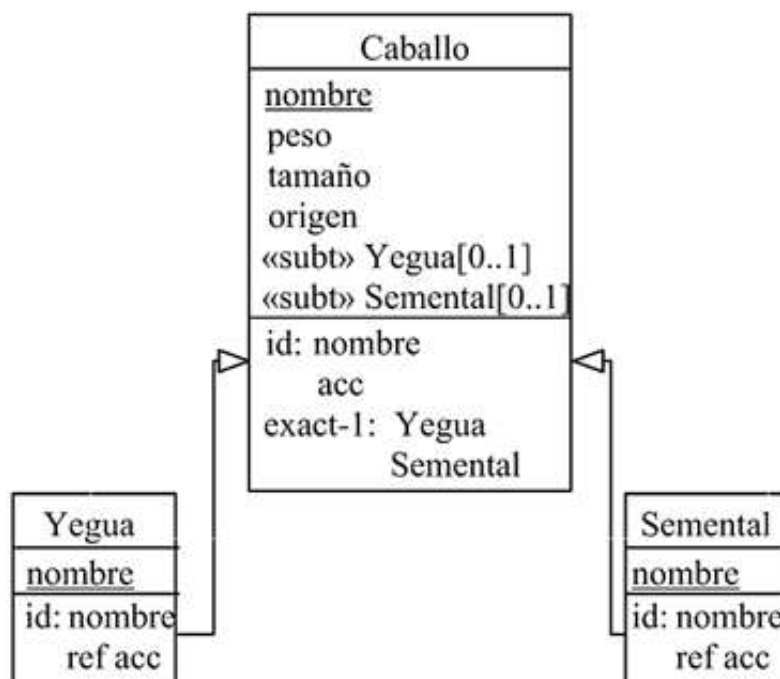 Caballo
nombre
peso
tamaño
origen
«subt» Yegua[0..1]
«subt» Semental[0..1]
id: nombre
acc
exact-1: Yegua
Semental
Yegua
nombre
id: nombre
ref acc
Semental
nombre
id: nombre
ref acc